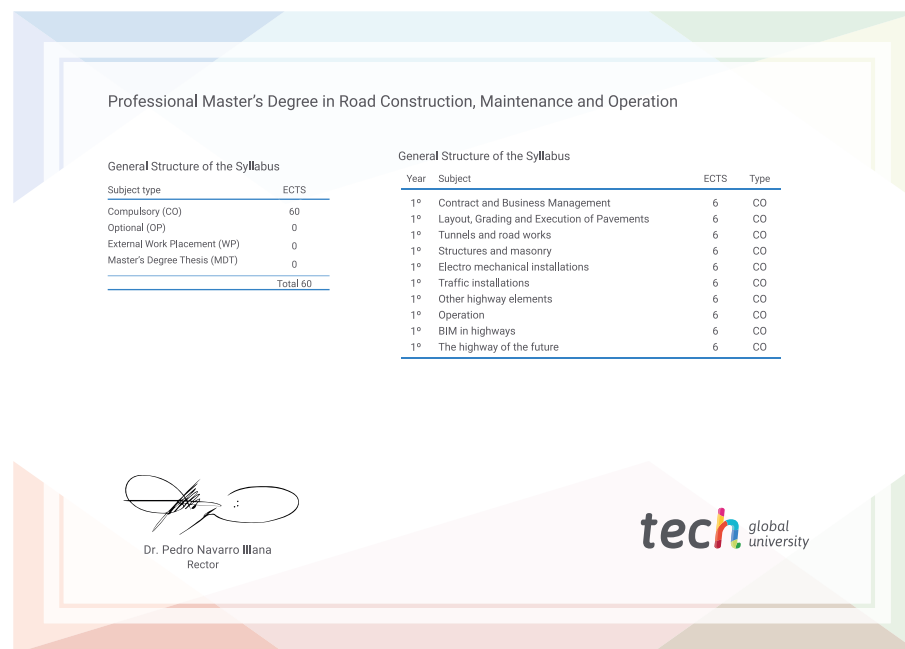 Professional Master's Degree in Road Construction, Maintenance and Operation
General Structure of the Syllabus
Subject type ECTS
Compulsory (CO) 60
Optional (OP) 0
External Work Placement (WP) 0
Master's Degree Thesis (MDT) 0
Total 60
General Structure of the Syllabus
Year Subject ECTS Type
1º Contract and Business Management 6 CO
1º Layout, Grading and Execution of Pavements 6 CO
1º Tunnels and road works 6 CO
1º Structures and masonry 6 CO
1º Electro mechanical installations 6 CO
1º Traffic installations 6 CO
1º Other highway elements 6 CO
1º Operation 6 CO
1º BIM in highways 6 CO
1º The highway of the future 6 CO
Dr. Pedro Navarro Illana
Rector
tech global
university